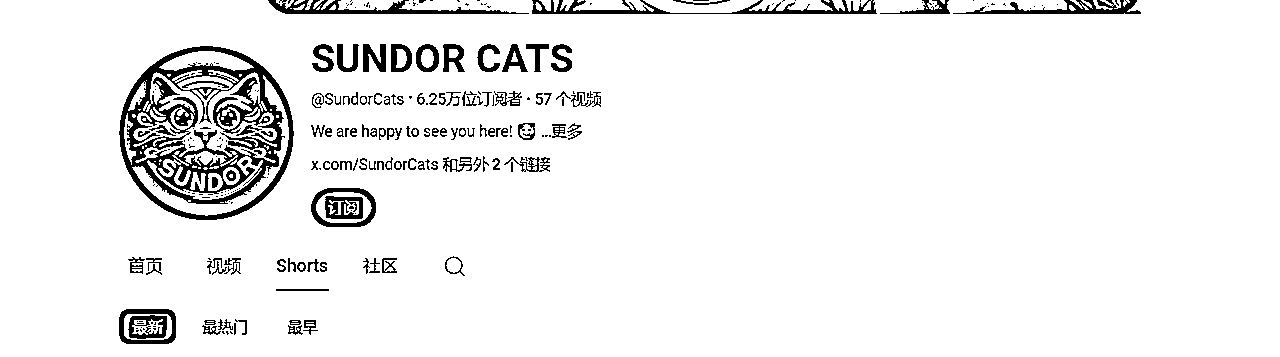 SUNDOR CATS
@SundorCats · 6.25万位订阅者 · 57 个视频
We are happy to see you here! 🥰 ...更多
x.com/SundorCats 和另外 2 个链接
SUNDOR
订阅
首页 视频 Shorts 社区
最新 最热门 最早